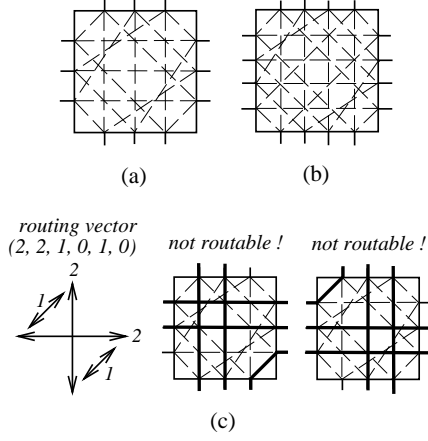 (a)
(b)
routing vector
(2, 2, 1, 0, 1, 0)
2
1
2
1
not routable !
not routable !
(c)